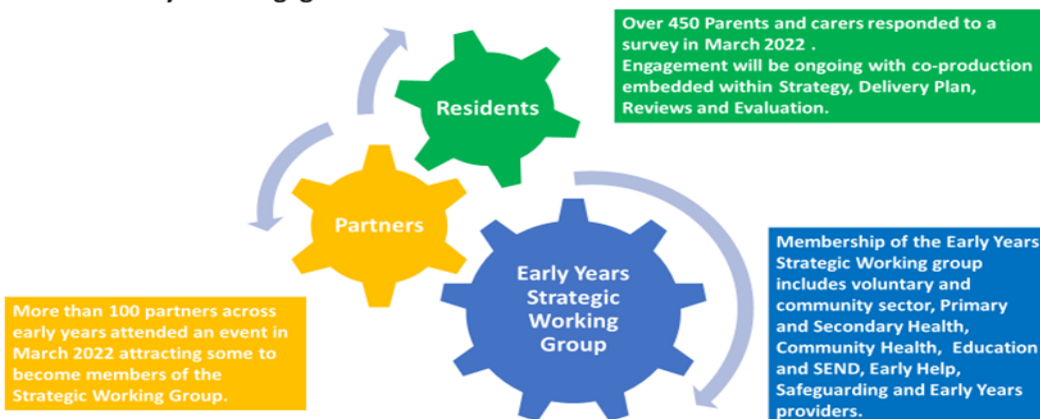 Over 450 Parents and carers responded to a
survey in March 2022 .
Engagement will be ongoing with co-production
embedded within Strategy, Delivery Plan,
Reviews and Evaluation.
Residents
Partners
Early Years
Strategic
Working
Group
Membership of the Early Years
Strategic Working group
includes voluntary and
community sector, Primary
and Secondary Health,
Community Health, Education
and SEND, Early Help,
Safeguarding and Early Years
providers.
More than 100 partners across
early years attended an event in
March 2022 attracting some to
become members of the
Strategic Working Group.